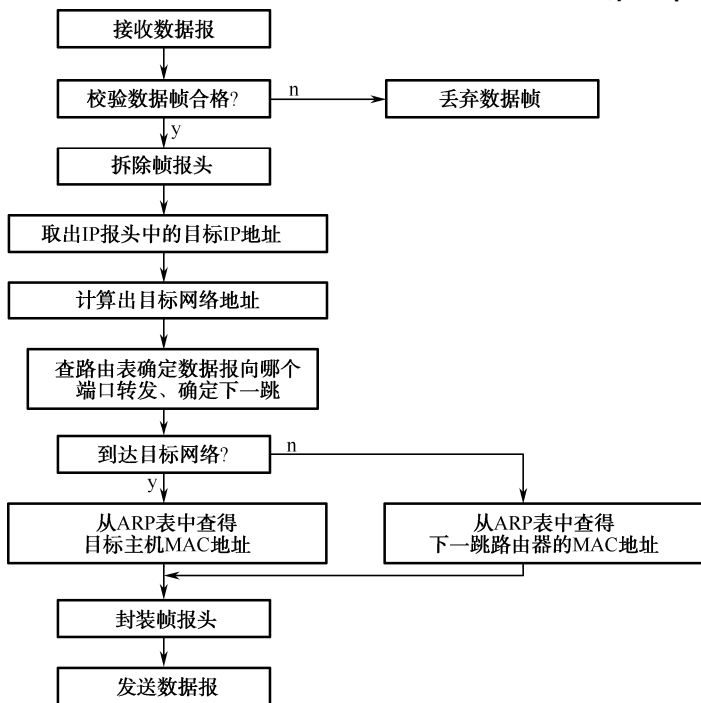 接收数据报
校验数据帧合格?
n
丢弃数据帧
y
拆除帧报头
取出IP报头中的目标IP地址
计算出目标网络地址
查路由表确定数据报向哪个
端口转发、确定下一跳
到达目标网络?
n
y
从ARP表中查得
目标主机MAC地址
从ARP表中查得
下一跳路由器的MAC地址
封装帧报头
发送数据报